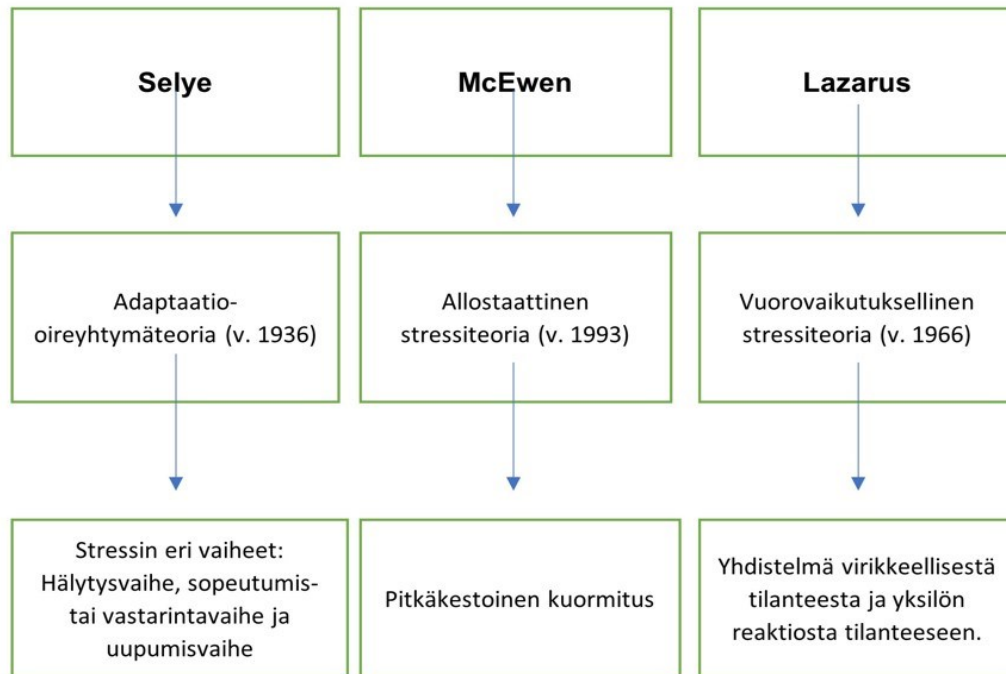 Selye
McEwen
Lazarus
Adaptaatio-
oireyhtymäteoria (v. 1936)
Allostaattinen
stressiteoria (v. 1993)
Vuorovaikutuksellinen
stressiteoria (v. 1966)
Stressin eri vaiheet:
Hälytysvaihe, sopeutumis-
tai vastarintavaihe ja
uupumisvaihe
Pitkäkestoinen kuormitus
Yhdistelmä virikkeellisestä
tilanteesta ja yksilön
reaktiosta tilanteeseen.